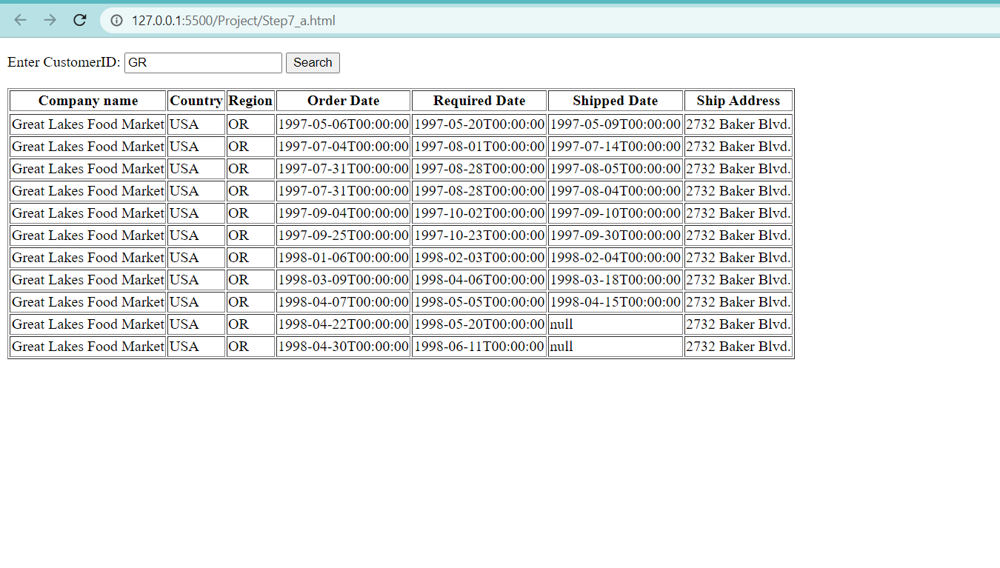 127.0.0.1:5500/Project/Step7_a.html
Enter CustomerID: GR Search
Company name Country Region Order Date Required Date Shipped Date Ship Address
Great Lakes Food Market USA OR 1997-05-06T00:00:00 1997-05-20T00:00:00 1997-05-09T00:00:00 2732 Baker Blvd.
Great Lakes Food Market USA OR 1997-07-04T00:00:00 1997-08-01T00:00:00 1997-07-14T00:00:00 2732 Baker Blvd.
Great Lakes Food Market USA OR 1997-07-31T00:00:00 1997-08-28T00:00:00 1997-08-05T00:00:00 2732 Baker Blvd.
Great Lakes Food Market USA OR 1997-07-31T00:00:00 1997-08-28T00:00:00 1997-08-04T00:00:00 2732 Baker Blvd.
Great Lakes Food Market USA OR 1997-09-04T00:00:00 1997-10-02T00:00:00 1997-09-10T00:00:00 2732 Baker Blvd.
Great Lakes Food Market USA OR 1997-09-25T00:00:00 1997-10-23T00:00:00 1997-09-30T00:00:00 2732 Baker Blvd.
Great Lakes Food Market USA OR 1998-01-06T00:00:00 1998-02-03T00:00:00 1998-02-04T00:00:00 2732 Baker Blvd.
Great Lakes Food Market USA OR 1998-03-09T00:00:00 1998-04-06T00:00:00 1998-03-18T00:00:00 2732 Baker Blvd.
Great Lakes Food Market USA OR 1998-04-07T00:00:00 1998-05-05T00:00:00 1998-04-15T00:00:00 2732 Baker Blvd.
Great Lakes Food Market USA OR 1998-04-22T00:00:00 1998-05-20T00:00:00 null 2732 Baker Blvd.
Great Lakes Food Market USA OR 1998-04-30T00:00:00 1998-06-11T00:00:00 null 2732 Baker Blvd.